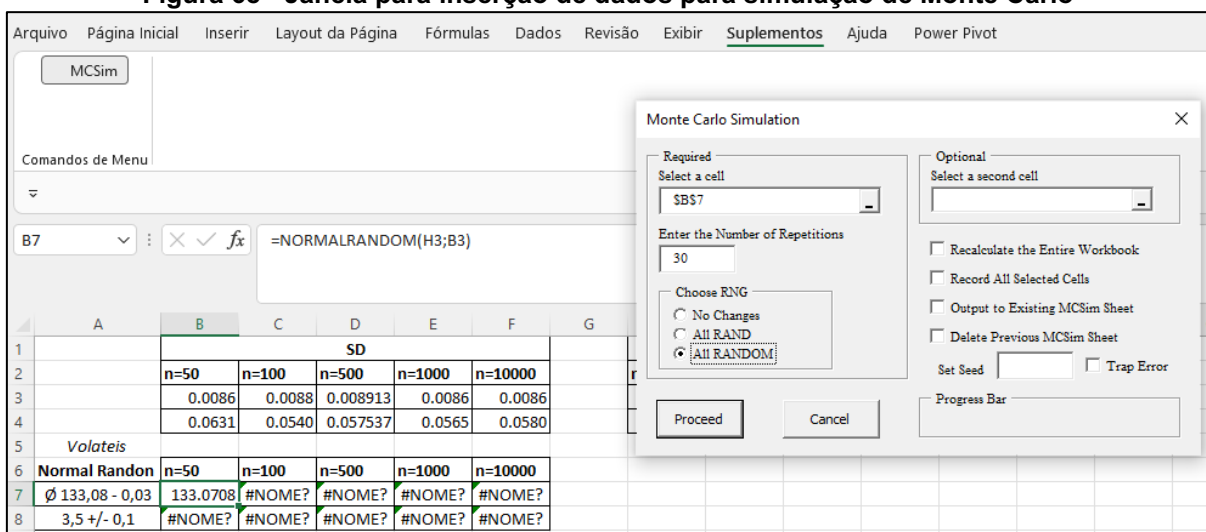 Figura 00 - Janela para inserção de dados para simulação de Monte Carlo
Arquivo Página Inicial Inserir Layout da Página Fórmulas Dados Revisão Exibir Suplementos Ajuda Power Pivot
MCSim
Comandos de Menu
B7 fx =NORMALRANDOM(H3;B3)
A B C D E F G
1 SD
2 n=50 n=100 n=500 n=1000 n=10000
3 0.0086 0.0088 0.008913 0.0086 0.0086
4 0.0631 0.0540 0.057537 0.0565 0.0580
5 Volateis
6 Normal Randon n=50 n=100 n=500 n=1000 n=10000
7 Ø 133,08 - 0,03 133.0708 #NOME? #NOME? #NOME? #NOME?
8 3,5 +/- 0,1 #NOME? #NOME? #NOME? #NOME? #NOME?
Monte Carlo Simulation
Required
Select a cell
$B$7
Enter the Number of Repetitions
30
Choose RNG
No Changes
All RAND
All RANDOM
Proceed
Cancel
Optional
Select a second cell
Recalculate the Entire Workbook
Record All Selected Cells
Output to Existing MCSim Sheet
Delete Previous MCSim Sheet
Set Seed
Trap Error
Progress Bar